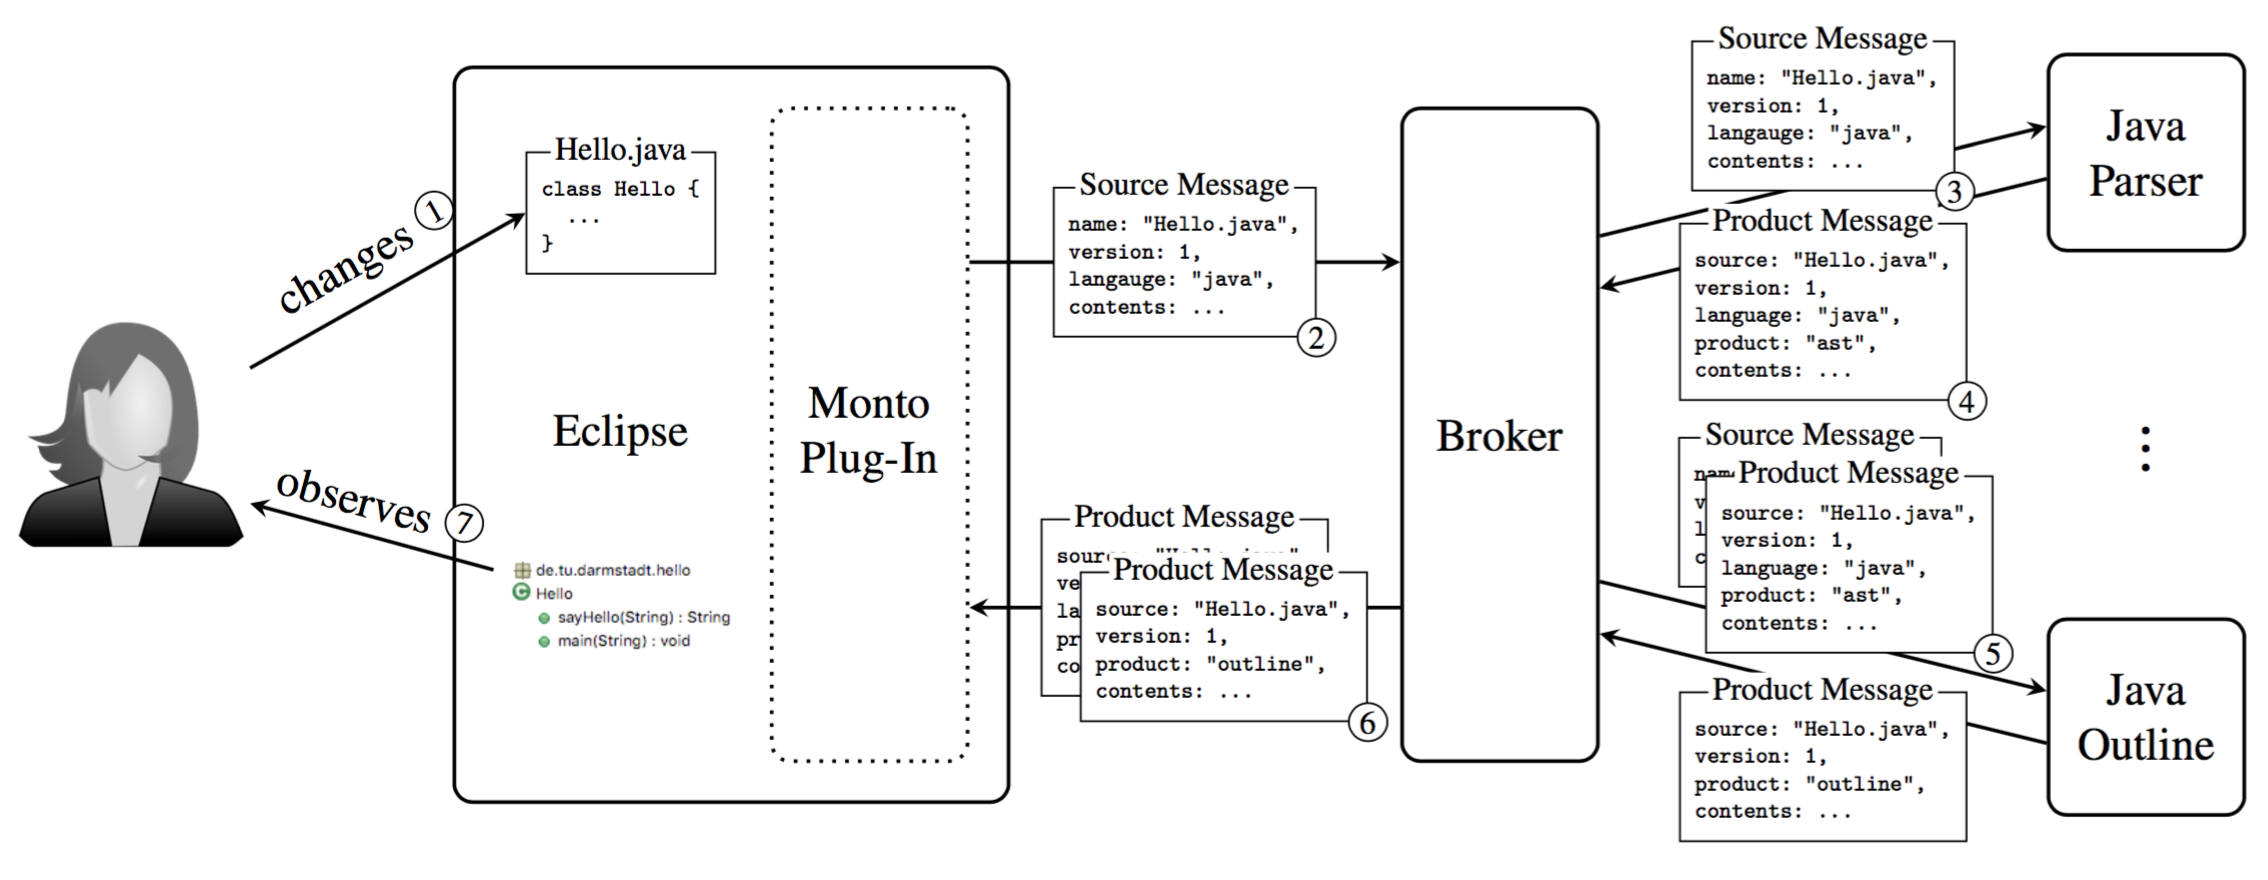 changes 1
Hello.java
class Hello {
...
}
Eclipse
Monto
Plug-In
observes 7
de.tu.darmstadt.hello
Hello
sayHello(String) : String
main(String) : void
Source Message
name: "Hello.java",
version: 1,
langauge: "java",
contents: ...
2
Product Message
sour
ve
la
pr
co
Product Message
source: "Hello.java",
version: 1,
product: "outline",
contents: ...
6
Broker
Source Message
name: "Hello.java",
version: 1,
langauge: "java",
contents: ...
3
Product Message
source: "Hello.java",
version: 1,
language: "java",
product: "ast",
contents: ...
4
Source Message
v
l
c
Product Message
source: "Hello.java",
version: 1,
language: "java",
product: "ast",
contents: ...
5
Product Message
source: "Hello.java",
version: 1,
product: "outline",
contents: ...
Java
Parser
Java
Outline